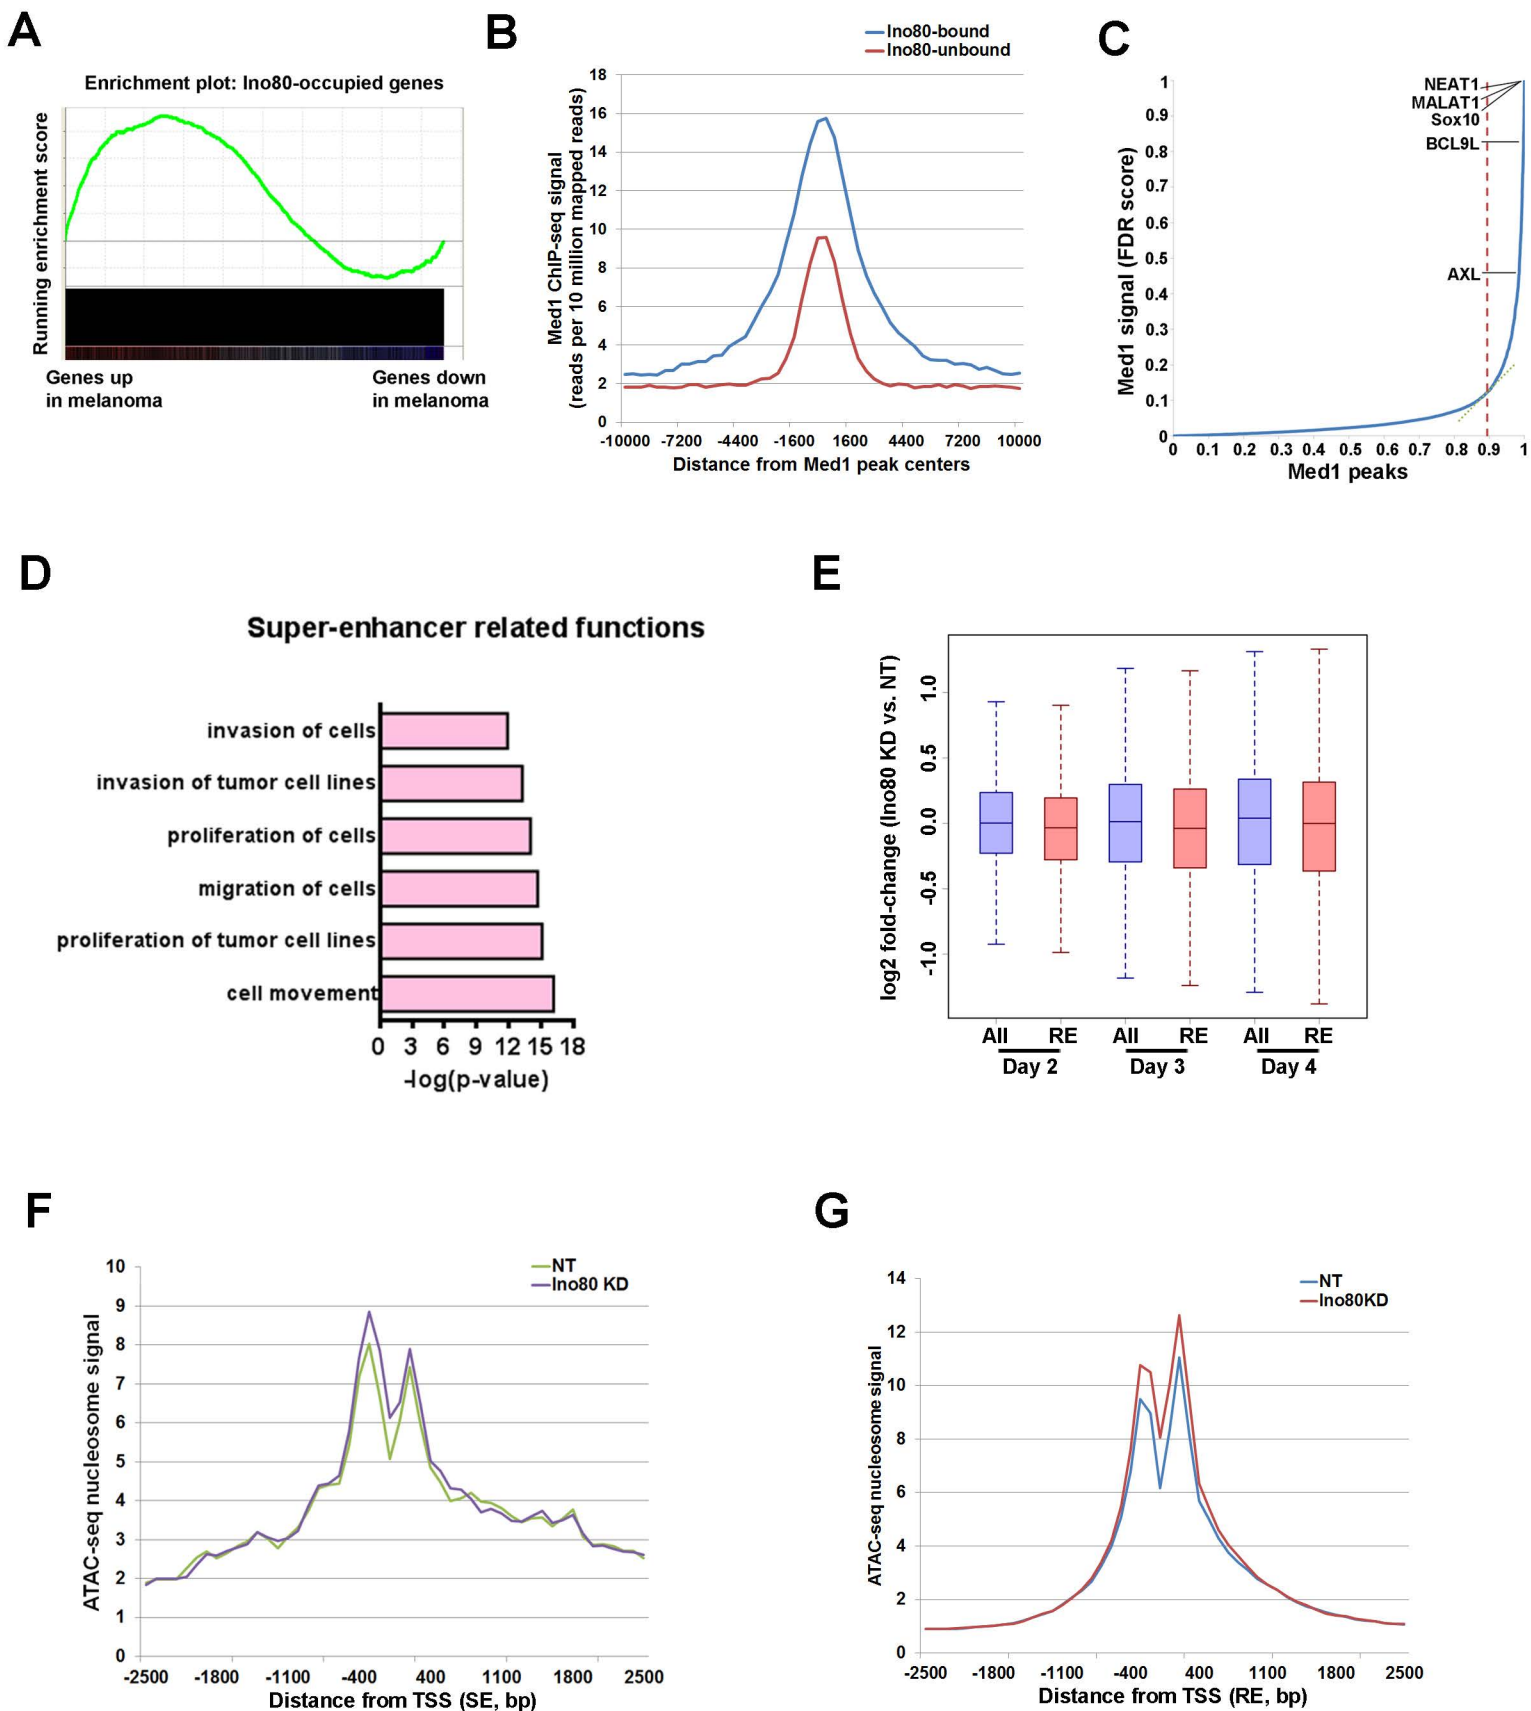 A
Enrichment plot: Ino80-occupied genes
Running enrichment score
Genes up
in melanoma
Genes down
in melanoma
B
Ino80-bound
Ino80-unbound
Med1 ChIP-seq signal
(reads per 10 million mapped reads)
18
16
14
12
10
8
6
4
2
0
-10000 -7200 -4400 -1600 1600 4400 7200 10000
Distance from Med1 peak centers
C
Med1 signal (FDR score)
1
0.9
0.8
0.7
0.6
0.5
0.4
0.3
0.2
0.1
0
NEAT1
MALAT1
Sox10
BCL9L
AXL
0 0.1 0.2 0.3 0.4 0.5 0.6 0.7 0.8 0.9 1
Med1 peaks
D
Super-enhancer related functions
invasion of cells
invasion of tumor cell lines
proliferation of cells
migration of cells
proliferation of tumor cell lines
cell movement
0 3 6 9 12 15 18
-log(p-value)
E
log2 fold-change (Ino80 KD vs. NT)
1.0
0.5
0.0
-0.5
-1.0
All RE All RE All RE
Day 2 Day 3 Day 4
F
NT
Ino80 KD
ATAC-seq nucleosome signal
10
9
8
7
6
5
4
3
2
1
0
-2500 -1800 -1100 -400 400 1100 1800 2500
Distance from TSS (SE, bp)
G
NT
Ino80KD
ATAC-seq nucleosome signal
14
12
10
8
6
4
2
0
-2500 -1800 -1100 -400 400 1100 1800 2500
Distance from TSS (RE, bp)